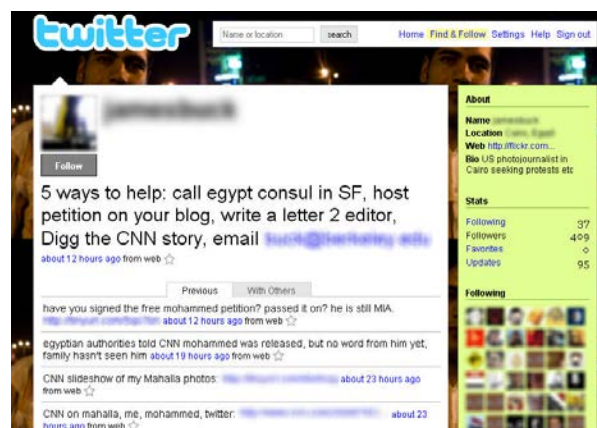 twitter
Name or location
search
Home Find & Follow Settings Help Sign out
Follow
5 ways to help: call egypt consul in SF, host
petition on your blog, write a letter 2 editor,
Digg the CNN story, email
about 12 hours ago from web
Previous
With Others
have you signed the free mohammed petition? passed it on? he is still MIA.
about 12 hours ago from web
egyptian authorities told CNN mohammed was released, but no word from him yet,
family hasn't seen him about 19 hours ago from web
CNN slideshow of my Mahalla photos: about 23 hours ago
from web
CNN on mahalla, me, mohammed, twitter: about 23
hours ago from web
About
Name
Location
Web http://flickr.com...
Bio US photojournalist in
Cairo seeking protests etc
Stats
Following 37
Followers 409
Favorites 0
Updates 95
Following